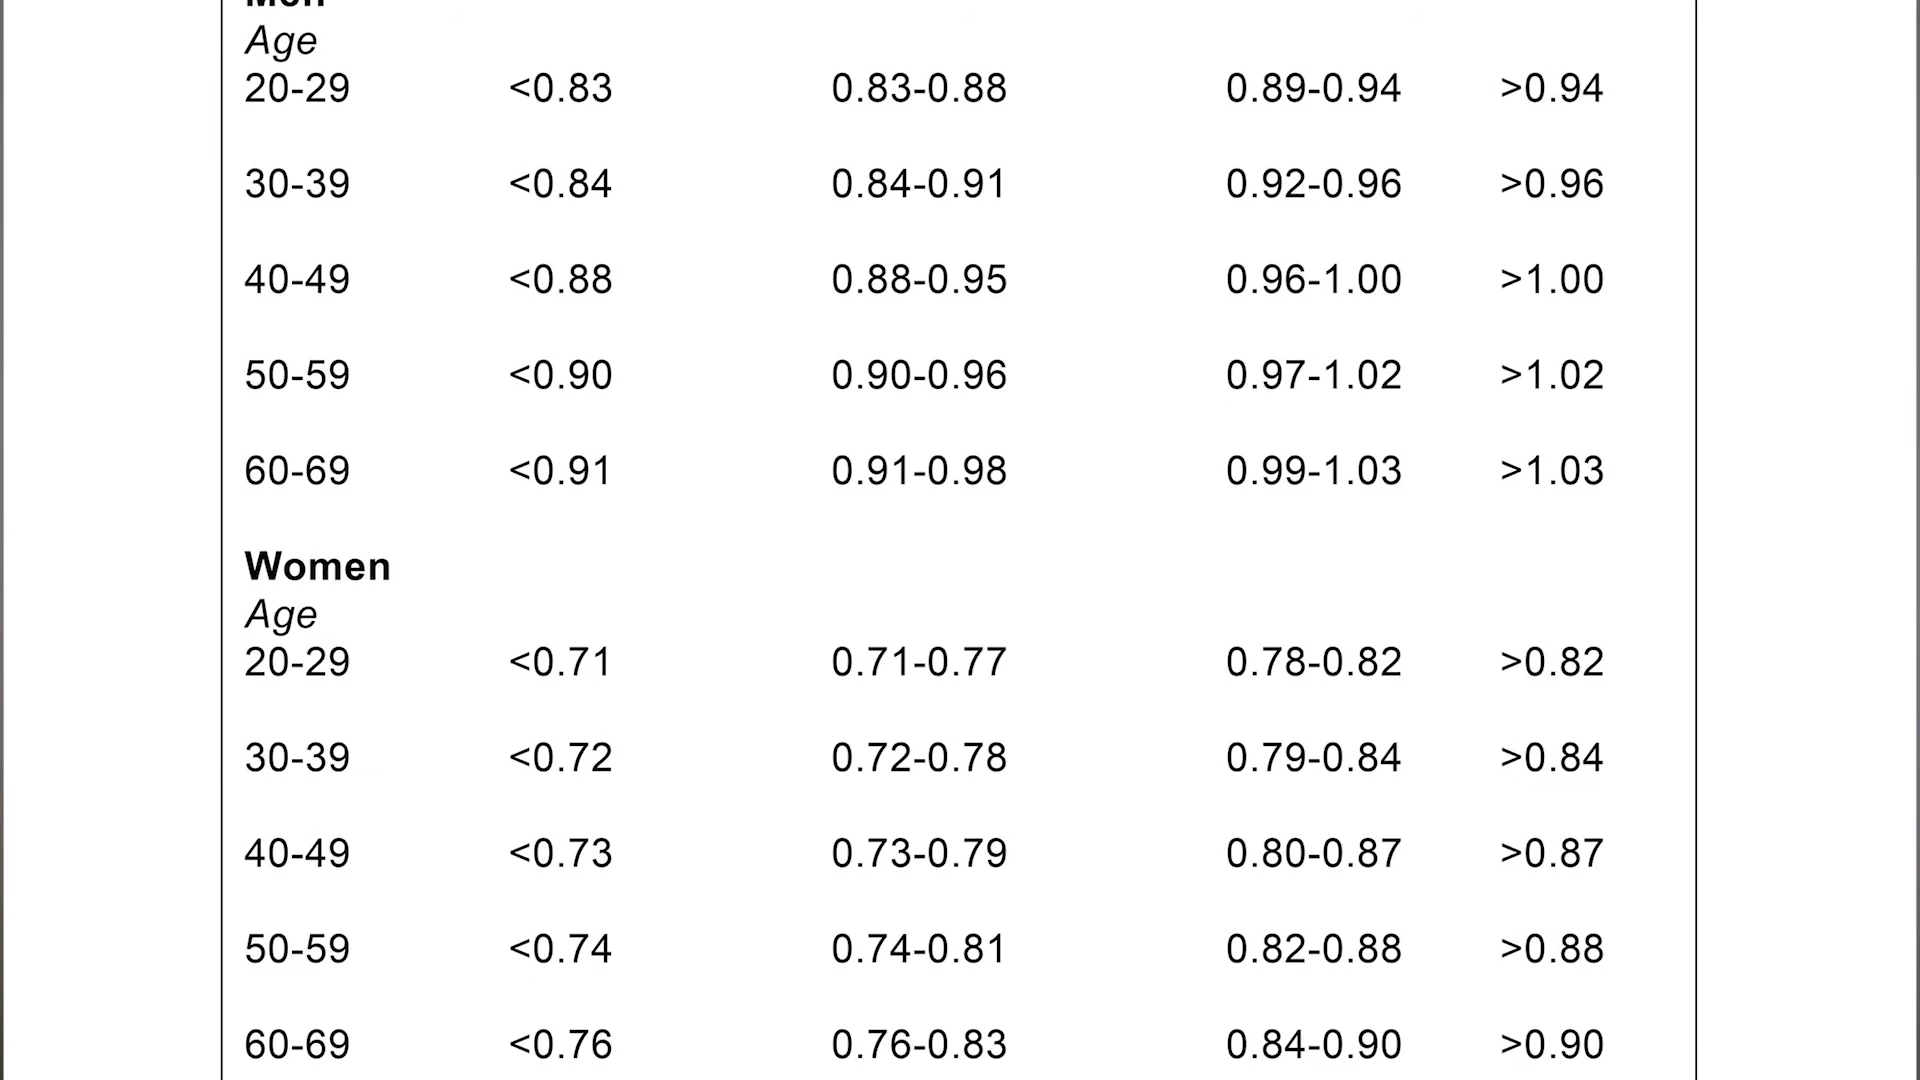 Men
Age
20-29 <0.83 0.83-0.88 0.89-0.94 >0.94
30-39 <0.84 0.84-0.91 0.92-0.96 >0.96
40-49 <0.88 0.88-0.95 0.96-1.00 >1.00
50-59 <0.90 0.90-0.96 0.97-1.02 >1.02
60-69 <0.91 0.91-0.98 0.99-1.03 >1.03
Women
Age
20-29 <0.71 0.71-0.77 0.78-0.82 >0.82
30-39 <0.72 0.72-0.78 0.79-0.84 >0.84
40-49 <0.73 0.73-0.79 0.80-0.87 >0.87
50-59 <0.74 0.74-0.81 0.82-0.88 >0.88
60-69 <0.76 0.76-0.83 0.84-0.90 >0.90